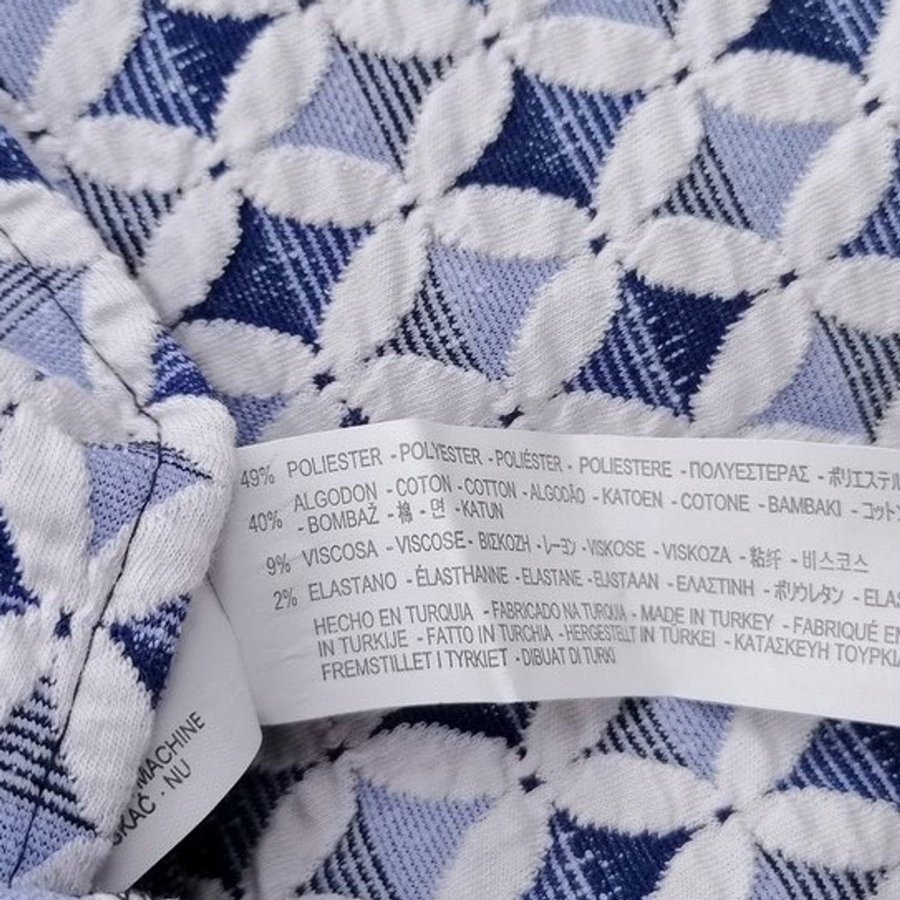 49% POLIESTER - POLYESTER - POLIÉSTER - POLIESTERE - ΠΟΛΥΕΣΤΕΡΑΣ - ポリエステル
40% ALGODON - COTON - COTTON - ALGODÃO - KATOEN - COTONE - BAMBAKI - コットン
- BOMBAŽ - 棉 - 면 - KATUN
9% VISCOSA - VISCOSE - ΒΙΣΚΟΖΗ - レーヨン - VISKOSE - VISKOZA - 粘纤 - 비스코스
2% ELASTANO - ÉLASTHANNE - ELASTANE - ELASTAAN - ΕΛΑΣΤΙΝΗ - ポリウレタン - ELAS
HECHO EN TURQUIA - FABRICADO NA TURQUIA - MADE IN TURKEY - FABRIQUÉ EN
IN TURKIJE - FATTO IN TURCHIA - HERGESTELLT IN TÜRKEI - ΚΑΤΑΣΚΕΥΗ ΤΟΥΡΚΙΑ
FREMSTILLET I TYRKIET - DIBUAT DI TURKI
MACHINE
SKAĆ - NU